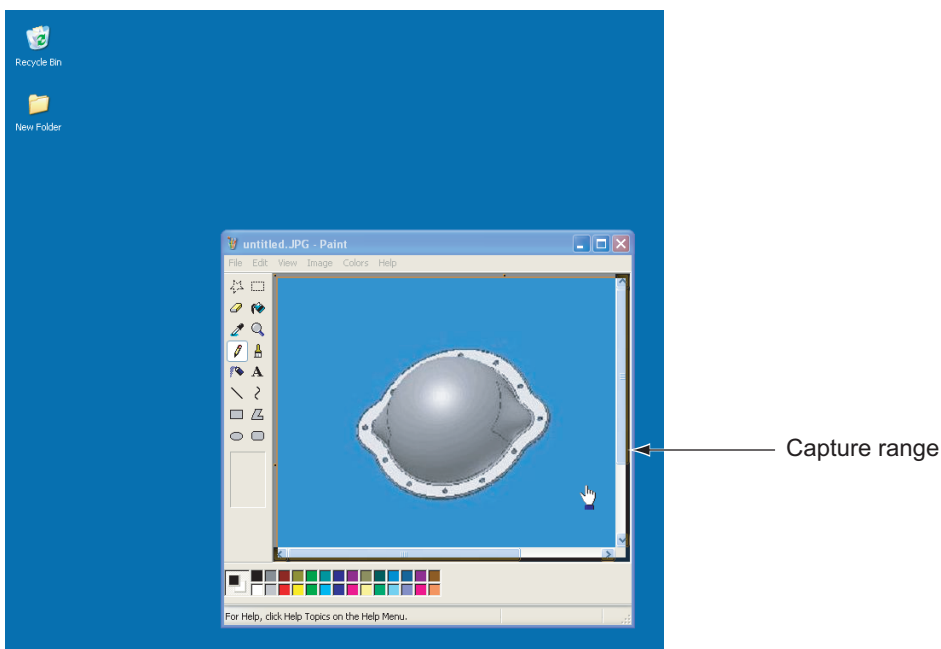 Recycle Bin
New Folder
untitled.JPG - Paint
File Edit View Image Colors Help
A
Capture range
For Help, click Help Topics on the Help Menu.